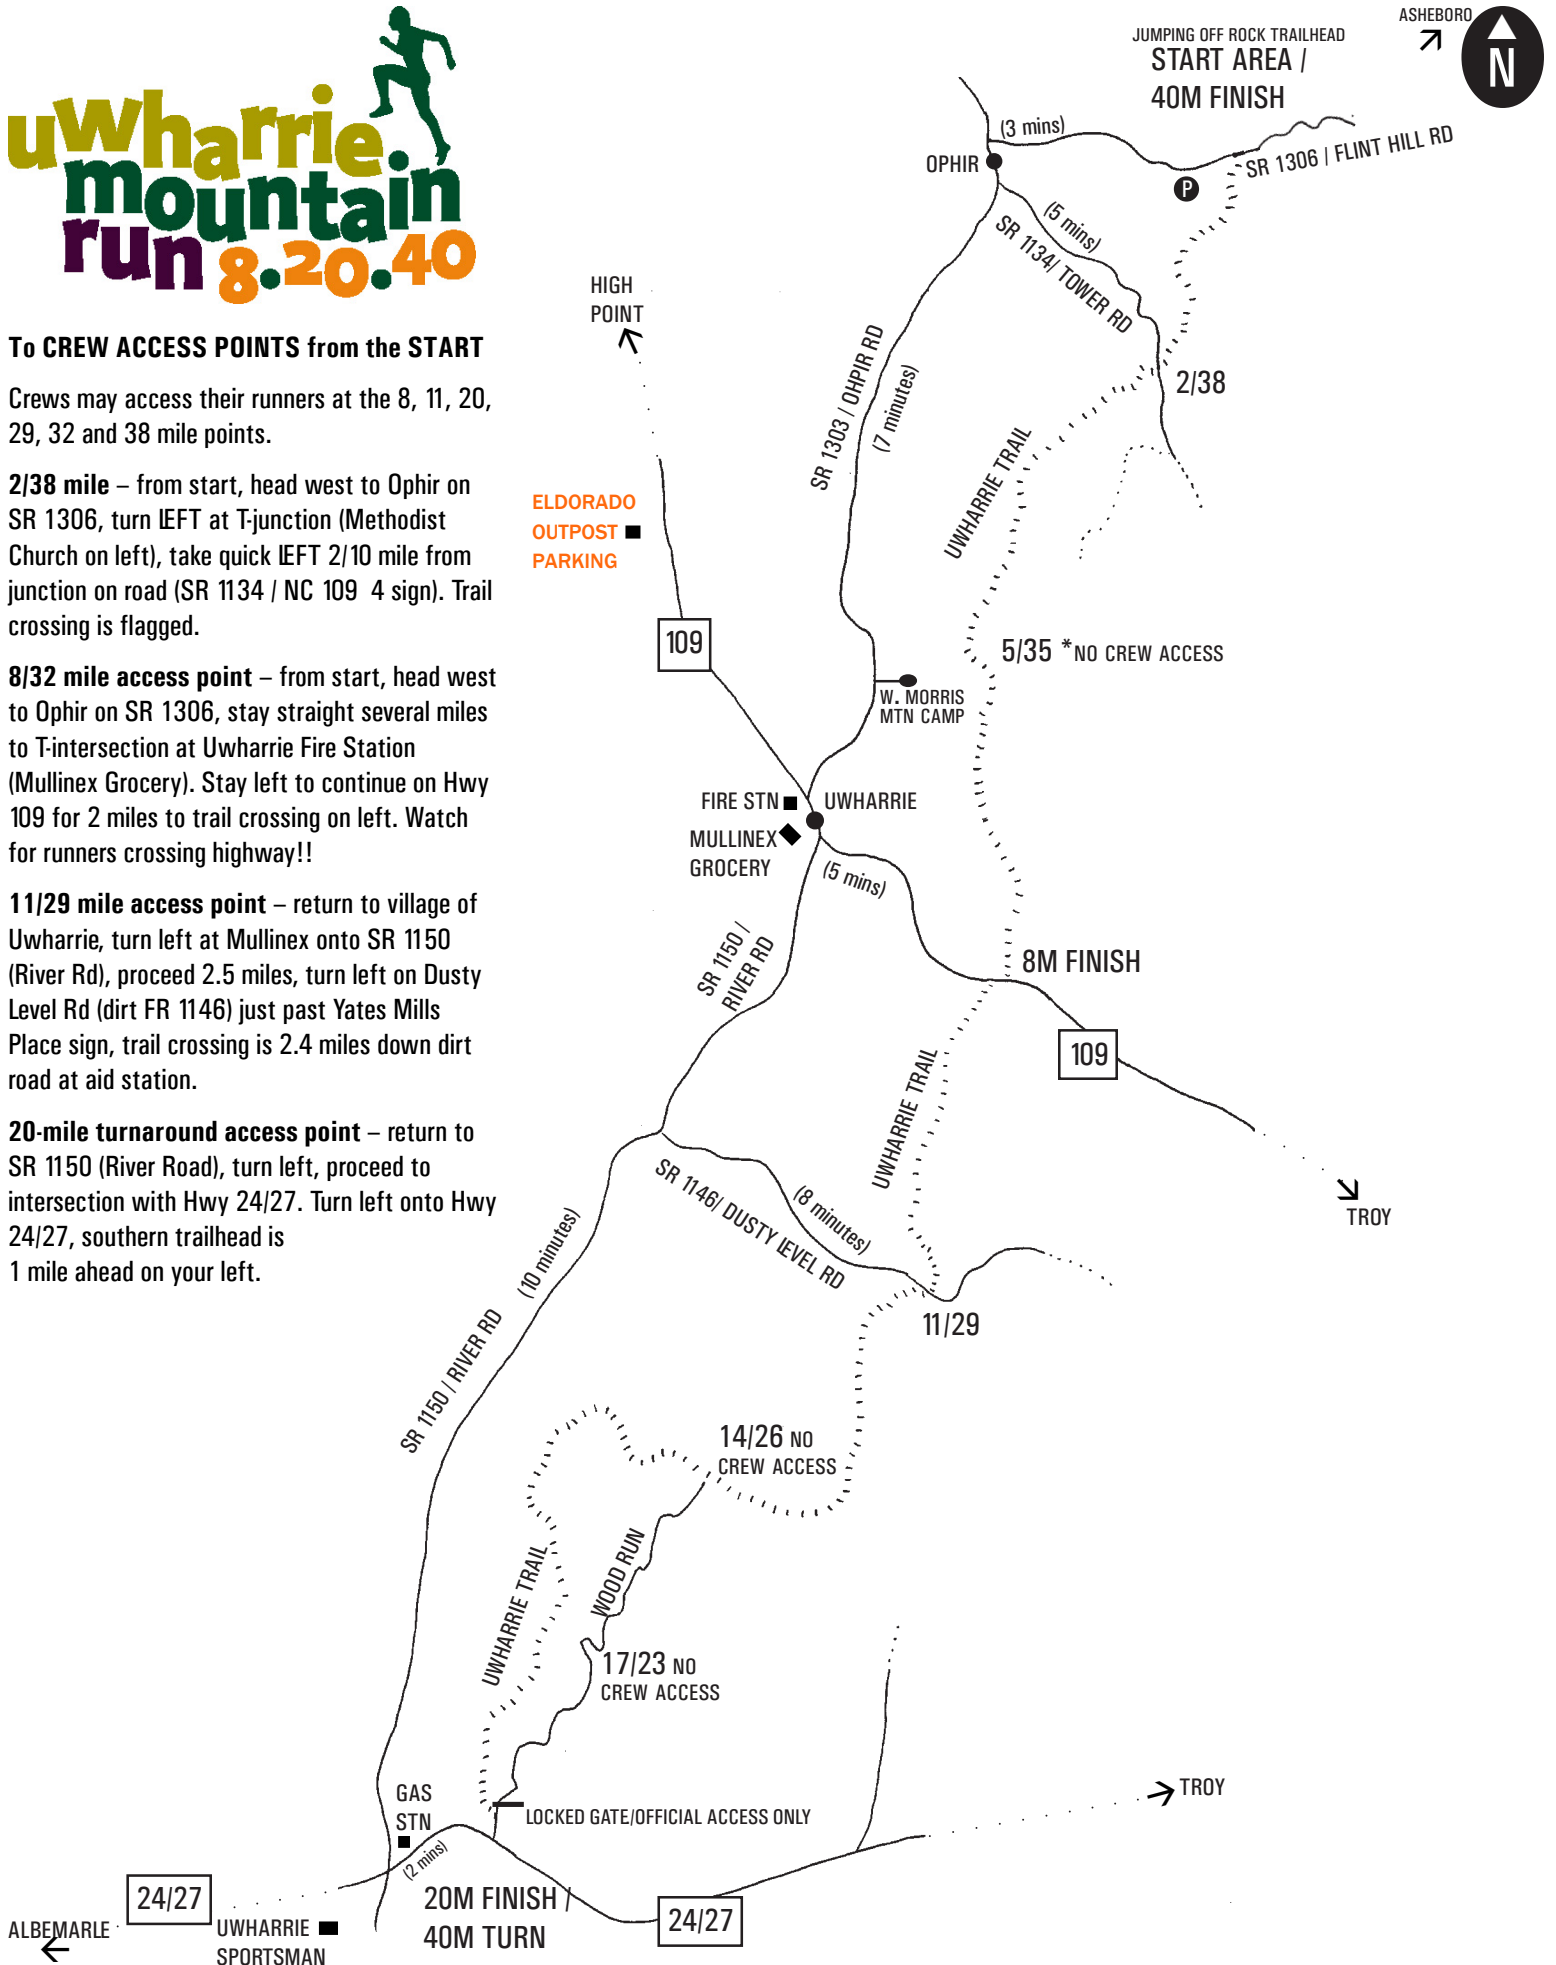 uwharrie
mountain
run 8.20.40
To CREW ACCESS POINTS from the START
Crews may access their runners at the 8, 11, 20,
29, 32 and 38 mile points.
2/38 mile – from start, head west to Ophir on
SR 1306, turn LEFT at T-junction (Methodist
Church on left), take quick LEFT 2/10 mile from
junction on road (SR 1134 / NC 109  4 sign). Trail
crossing is flagged.
8/32 mile access point – from start, head west
to Ophir on SR 1306, stay straight several miles
to T-intersection at Uwharrie Fire Station
(Mullinex Grocery). Stay left to continue on Hwy
109 for 2 miles to trail crossing on left. Watch
for runners crossing highway!!
11/29 mile access point – return to village of
Uwharrie, turn left at Mullinex onto SR 1150
(River Rd), proceed 2.5 miles, turn left on Dusty
Level Rd (dirt FR 1146) just past Yates Mills
Place sign, trail crossing is 2.4 miles down dirt
road at aid station.
20-mile turnaround access point – return to
SR 1150 (River Road), turn left, proceed to
intersection with Hwy 24/27. Turn left onto Hwy
24/27, southern trailhead is
1 mile ahead on your left.
ASHEBORO
N
JUMPING OFF ROCK TRAILHEAD
START AREA /
40M FINISH
(3 mins)
SR 1306 / FLINT HILL RD
OPHIR
P
(5 mins)
SR 1134/ TOWER RD
HIGH
POINT
SR 1303 / OHPIR RD
(7 minutes)
2/38
UWHARRIE TRAIL
ELDORADO
OUTPOST
PARKING
109
5/35 *NO CREW ACCESS
W. MORRIS
MTN CAMP
FIRE STN
UWHARRIE
MULLINEX
GROCERY
(5 mins)
SR 1150 /
RIVER RD
8M FINISH
109
UWHARRIE TRAIL
TROY
SR 1146/ DUSTY LEVEL RD
(8 minutes)
(10 minutes)
SR 1150 / RIVER RD
11/29
14/26 NO
CREW ACCESS
UWHARRIE TRAIL
WOOD RUN
17/23 NO
CREW ACCESS
GAS
STN
LOCKED GATE/OFFICIAL ACCESS ONLY
TROY
(2 mins)
24/27
20M FINISH /
40M TURN
24/27
ALBEMARLE
UWHARRIE
SPORTSMAN